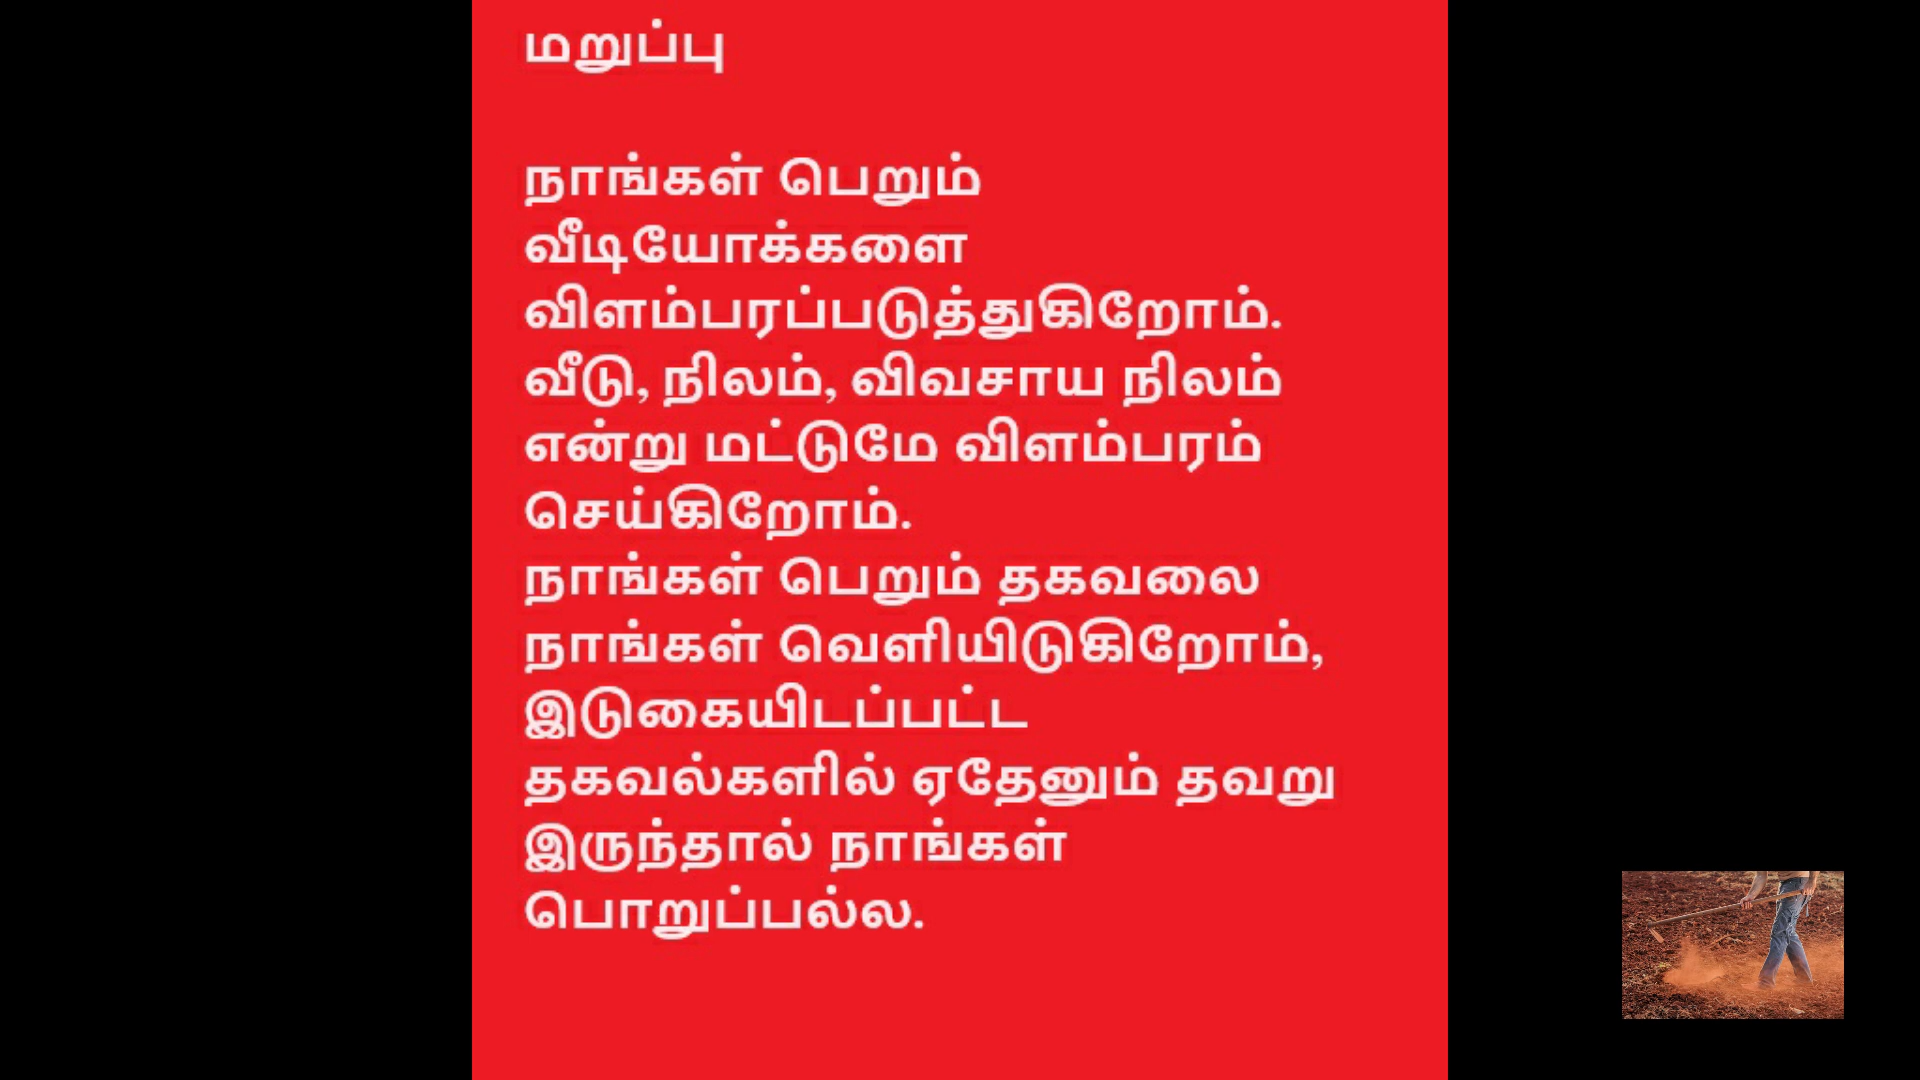 மறுப்பு
நாங்கள் பெறும்
வீடியோக்களை
விளம்பரப்படுத்துகிறோம்.
வீடு, நிலம், விவசாய நிலம்
என்று மட்டுமே விளம்பரம்
செய்கிறோம்.
நாங்கள் பெறும் தகவலை
நாங்கள் வெளியிடுகிறோம்,
இடுகையிடப்பட்ட
தகவல்களில் ஏதேனும் தவறு
இருந்தால் நாங்கள்
பொறுப்பல்ல.